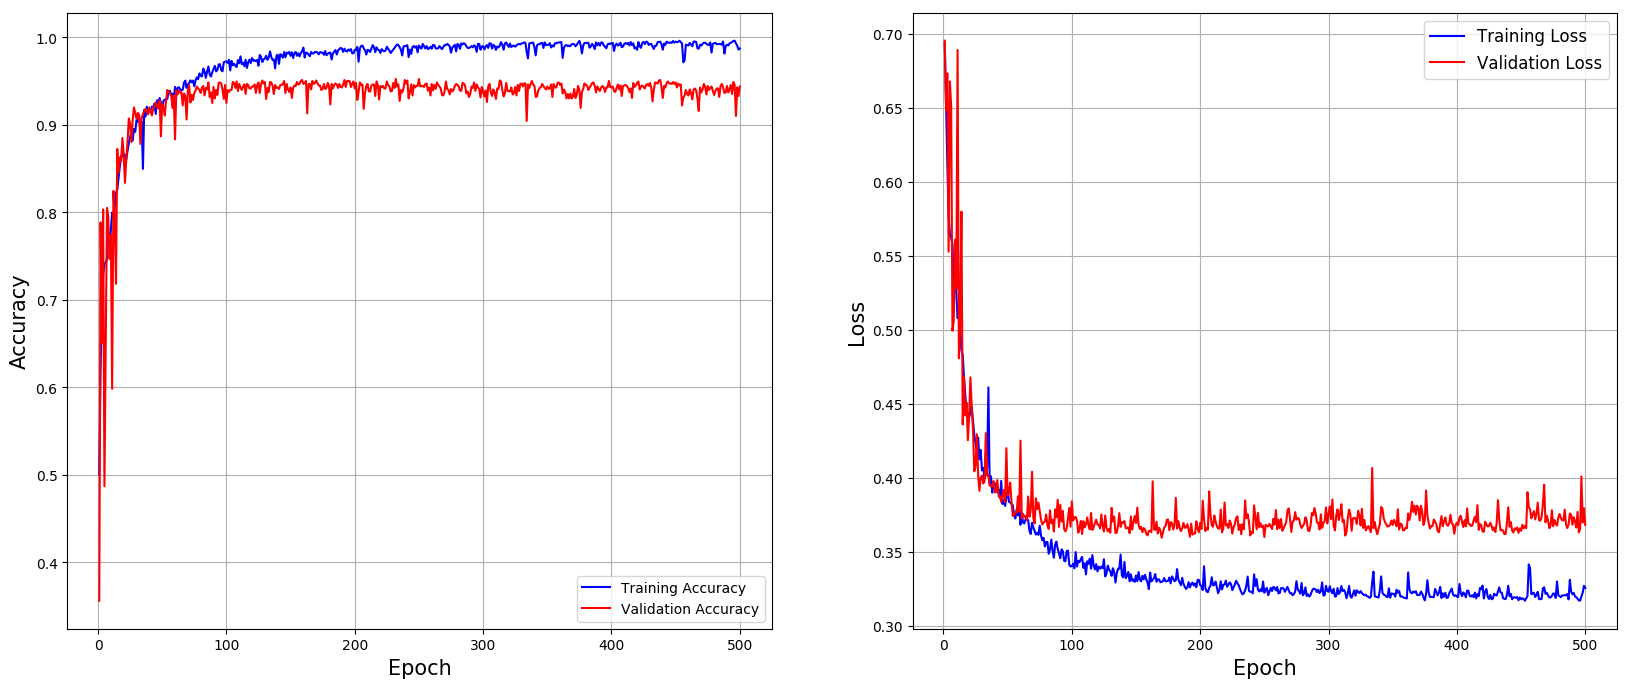 1.0
0.9
0.8
0.7
0.6
0.5
0.4
Accuracy
Training Accuracy
Validation Accuracy
0 100 200 300 400 500
Epoch
0.70
0.65
0.60
0.55
0.50
0.45
0.40
0.35
0.30
Loss
Training Loss
Validation Loss
0 100 200 300 400 500
Epoch